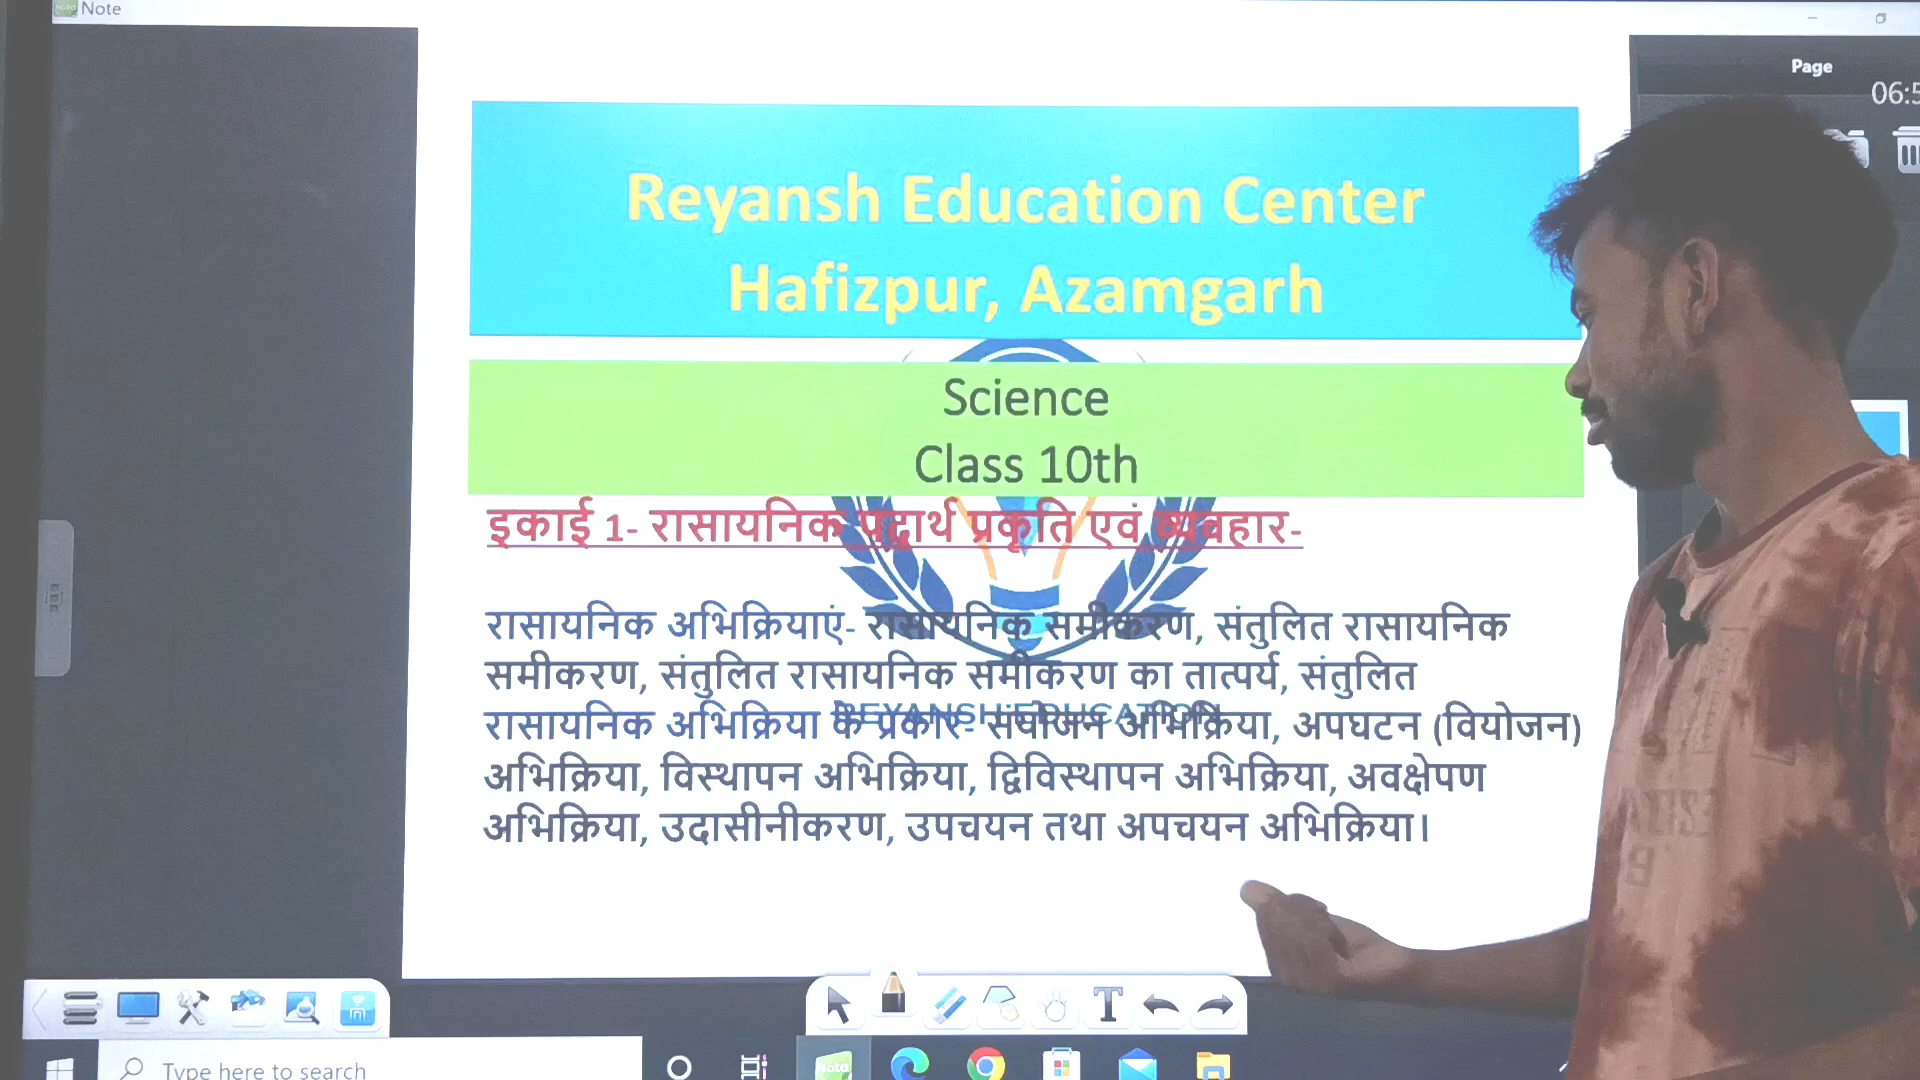 Note
Page
06:5
Reyansh Education Center
Hafizpur, Azamgarh
Science
Class 10th
इकाई 1- रासायनिक पदार्थ प्रकृति एवं व्यवहार-
रासायनिक अभिक्रियाएं- रासायनिक समीकरण, संतुलित रासायनिक
समीकरण, संतुलित रासायनिक समीकरण का तात्पर्य, संतुलित
रासायनिक अभिक्रिया के प्रकार- संयोजन अभिक्रिया, अपघटन (वियोजन)
अभिक्रिया, विस्थापन अभिक्रिया, द्विविस्थापन अभिक्रिया, अवक्षेपण
अभिक्रिया, उदासीनीकरण, उपचयन तथा अपचयन अभिक्रिया।
REYANSH EDUCATION
T
Type here to search
Note